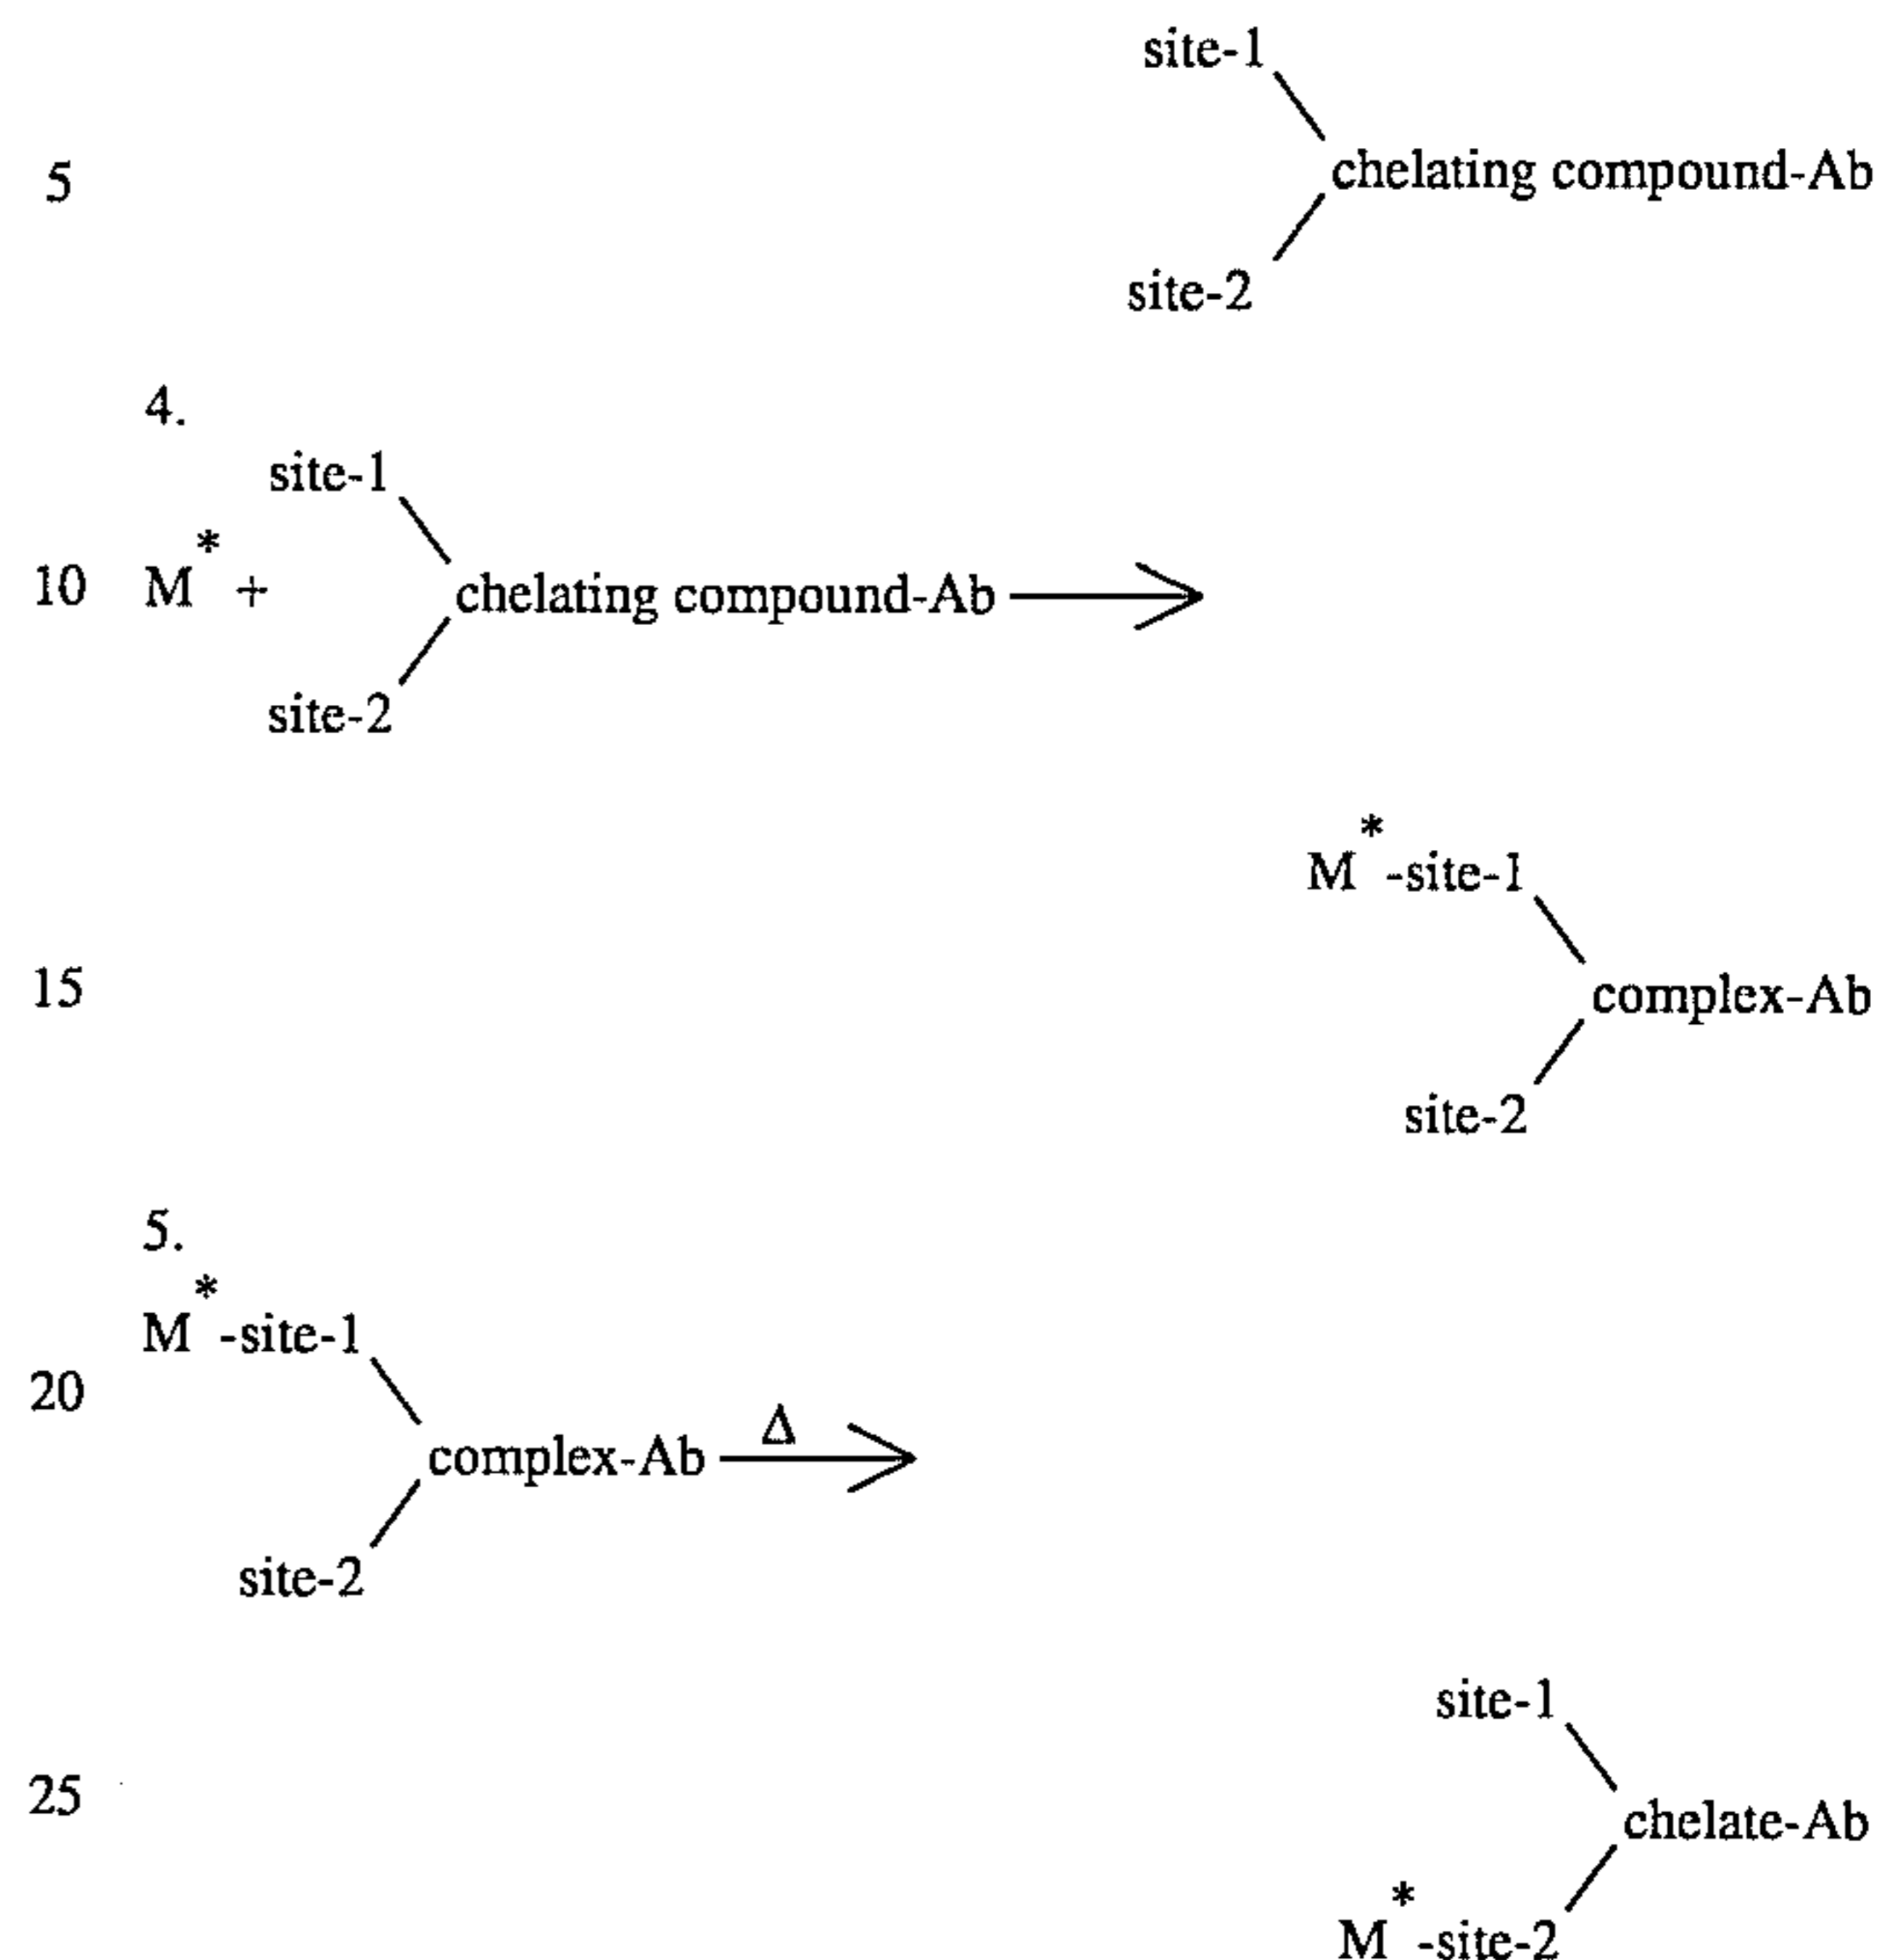 site-1
5 chelating compound-Ab
site-2
4.
site-1
10 M* + chelating compound-Ab
site-2
M*-site-1
15 complex-Ab
site-2
5.
M*-site-1
20
complex-Ab Δ
site-2
site-1
25 chelate-Ab
M*-site-2